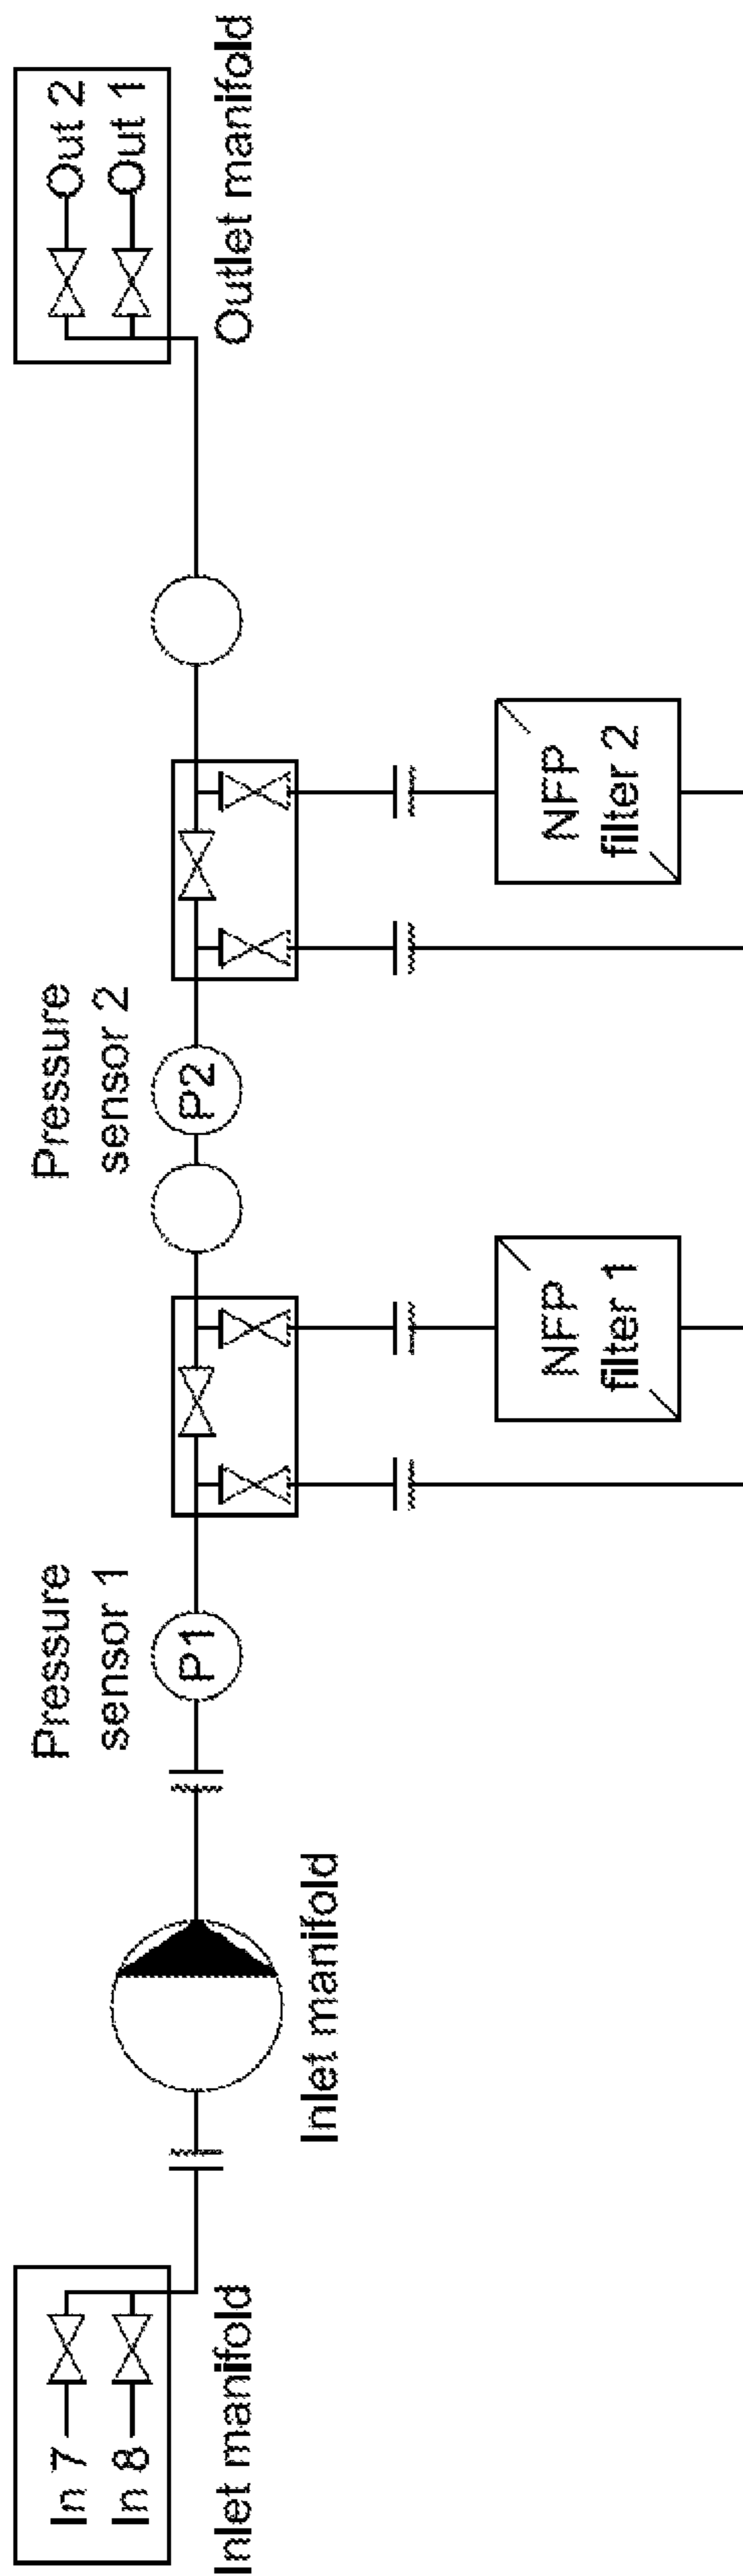 In 7
In 8
Inlet manifold
Inlet manifold
Pressure
sensor 1
P1
NFP
filter 1
Pressure
sensor 2
P2
NFP
filter 2
Out 2
Out 1
Outlet manifold